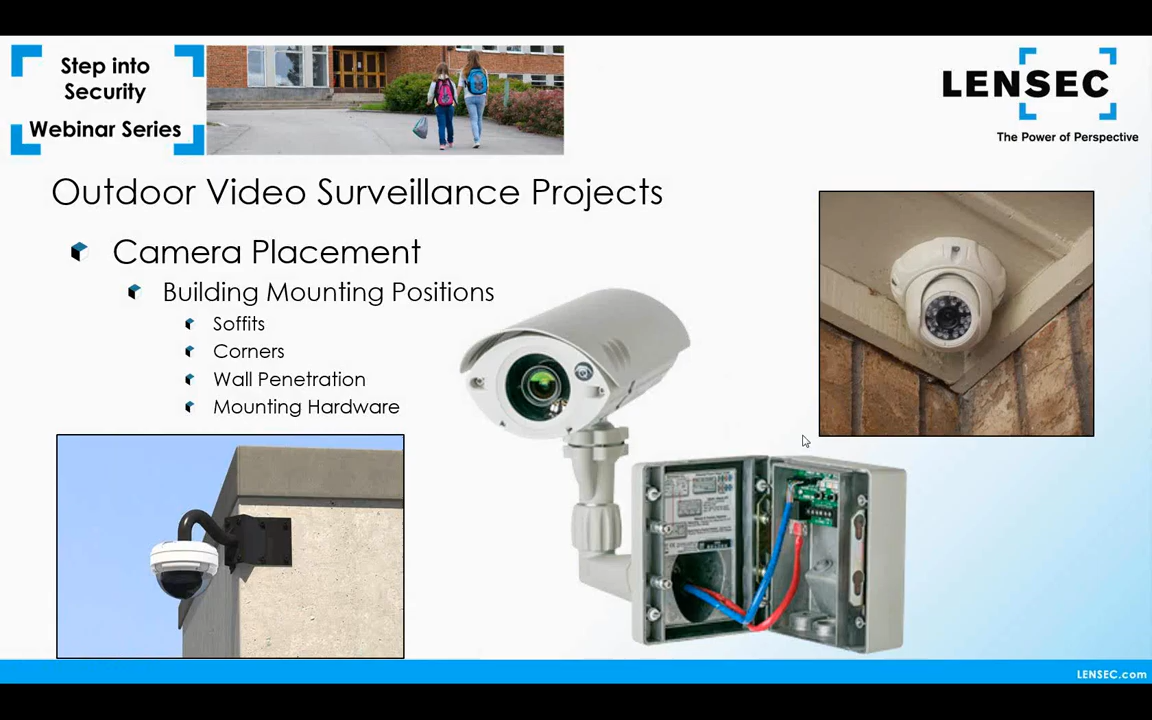 Step into
Security
Webinar Series
LENSEC
The Power of Perspective
Outdoor Video Surveillance Projects
Camera Placement
Building Mounting Positions
Soffits
Corners
Wall Penetration
Mounting Hardware
LENSEC.com